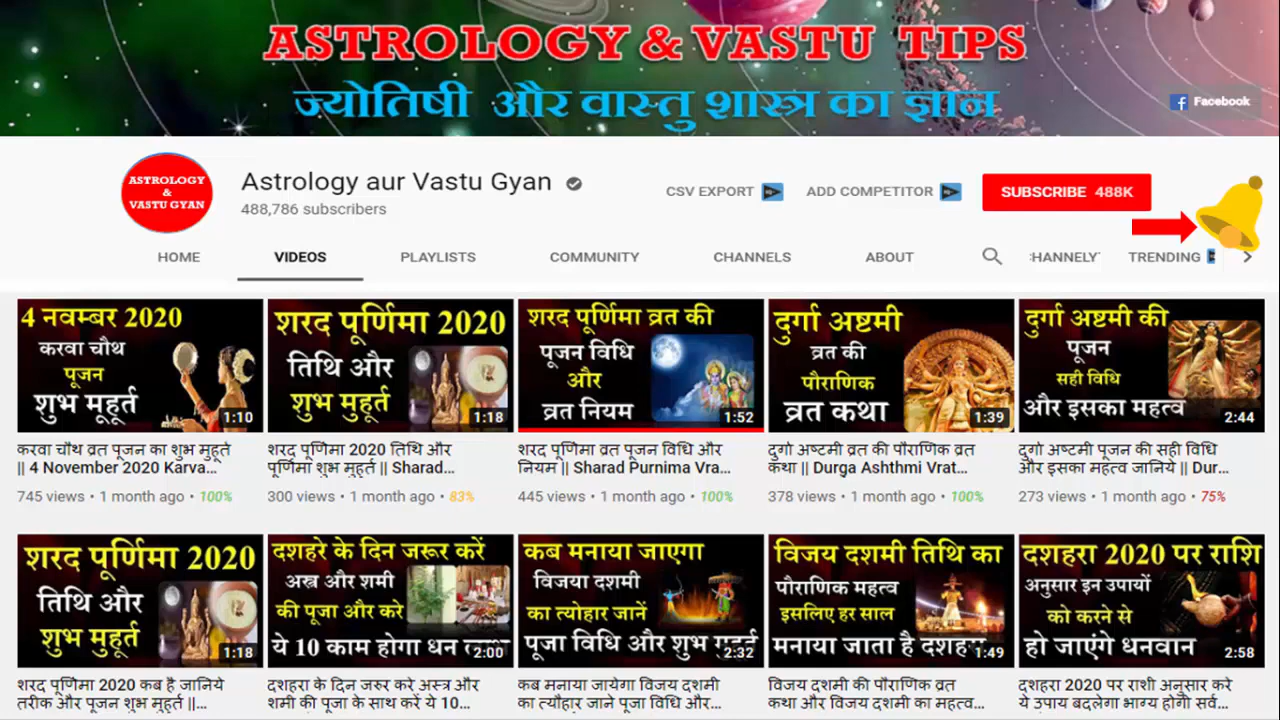 ASTROLOGY & VASTU TIPS
ज्योतिषी और वास्तु शास्त्र का ज्ञान
Facebook
ASTROLOGY
&
VASTU GYAN
Astrology aur Vastu Gyan
488,786 subscribers
CSV EXPORT
ADD COMPETITOR
SUBSCRIBE 488K
HOME VIDEOS PLAYLISTS COMMUNITY CHANNELS ABOUT HANNELY TRENDING
4 नवम्बर 2020
करवा चौथ
पूजन
शुभ मुहूर्त
1:10
करवा चौथ व्रत पूजन का शुभ मुहूर्त
|| 4 November 2020 Karva...
745 views • 1 month ago • 100%
शरद पूर्णिमा 2020
तिथि और
शुभ मुहूर्त
1:18
शरद पूर्णिमा 2020 तिथि और
पूर्णिमा शुभ मुहूर्त || Sharad...
300 views • 1 month ago • 83%
शरद पूर्णिमा व्रत की
पूजन विधि
और
व्रत नियम
1:52
शरद पूर्णिमा व्रत पूजन विधि और
नियम || Sharad Purnima Vra...
445 views • 1 month ago • 100%
दुर्गा अष्टमी
व्रत की
पौराणिक
व्रत कथा
1:39
दुर्गा अष्टमी व्रत की पौराणिक व्रत
कथा || Durga Ashthmi Vrat...
378 views • 1 month ago • 100%
दुर्गा अष्टमी की
पूजन
सही विधि
और इसका महत्व
2:44
दुर्गा अष्टमी पूजन की सही विधि
और इसका महत्व जानिये || Dur...
273 views • 1 month ago • 75%
शरद पूर्णिमा 2020
तिथि और
शुभ मुहूर्त
1:18
शरद पूर्णिमा 2020 कब है जानिये
तरीक और पूजन शुभ मुहूर्त ||...
दशहरे के दिन जरूर करें
अस्त्र और शमी
की पूजा और करे
ये 10 काम होगा धन
2:00
दशहरा के दिन जरुर करे अस्त्र और
शमी की पूजा के साथ करें ये 10...
कब मनाया जाएगा
विजया दशमी
का त्योहार जानें
पूजा विधि और शुभ मुहूर्त
2:32
कब मनाया जायेगा विजय दशमी
का त्यौहार जाने पूजा विधि और...
विजय दशमी तिथि का
पौराणिक महत्व
इसलिए हर साल
मनाया जाता है दशहरा
1:49
विजय दशमी की पौराणिक व्रत
कथा और विजय दशमी का महत्व...
दशहरा 2020 पर राशि
अनुसार इन उपायों
को करने से
हो जाएंगे धनवान
2:58
दशहरा 2020 पर राशी अनुसार करे
ये उपाय बदलेगा भाग्य होगी सर्व...